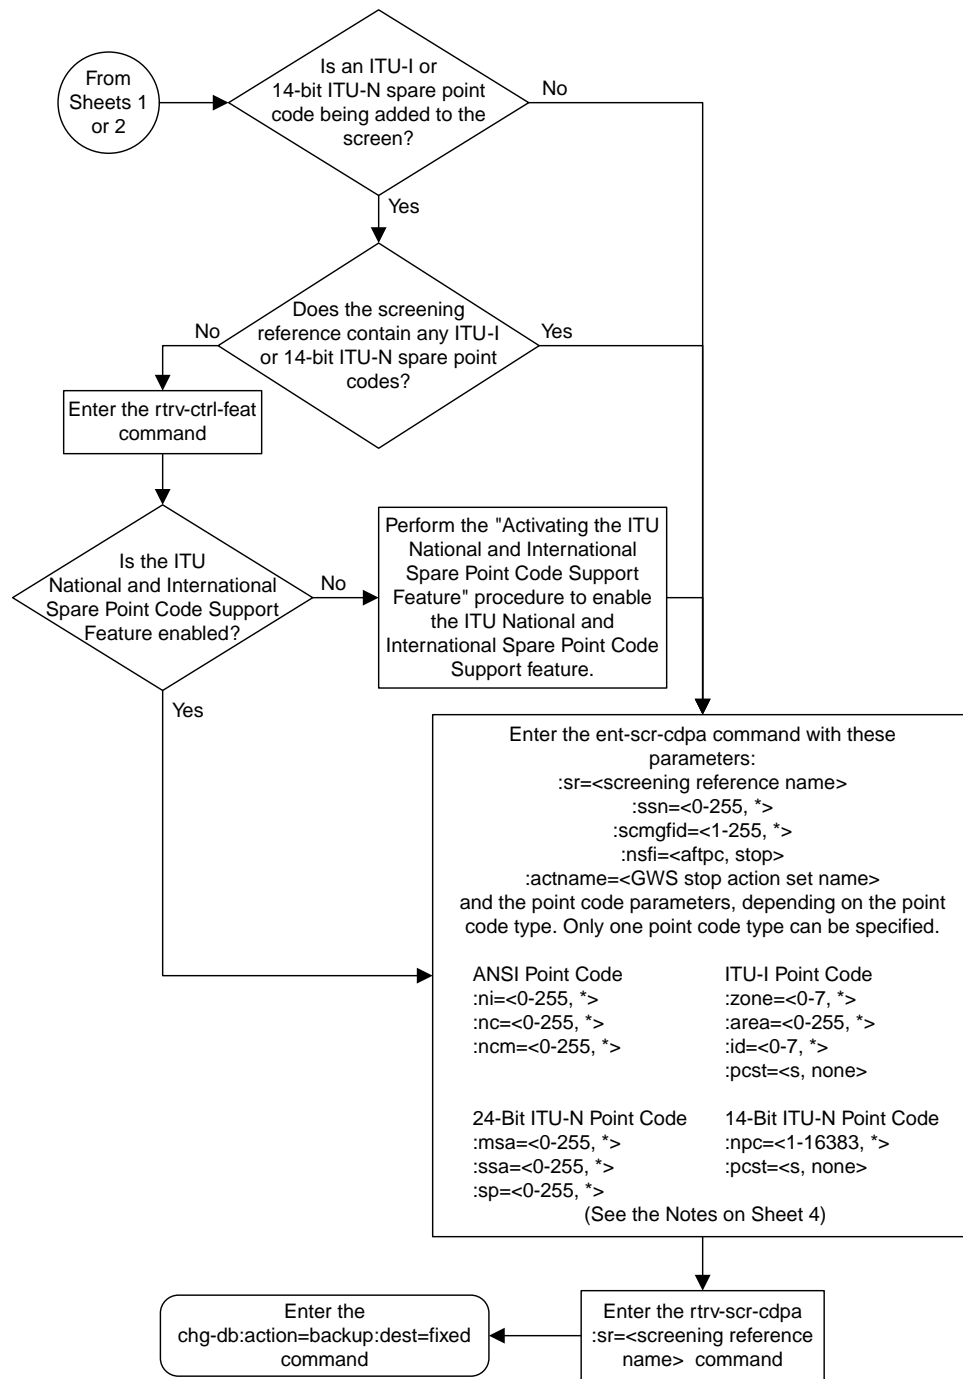 From
Sheets 1
or 2
Is an ITU-I or
14-bit ITU-N spare point
code being added to the
screen?
No
Yes
Does the screening
reference contain any ITU-I
or 14-bit ITU-N spare point
codes?
No
Yes
Enter the rtrv-ctrl-feat
command
Is the ITU
National and International
Spare Point Code Support
Feature enabled?
No
Yes
Perform the "Activating the ITU
National and International
Spare Point Code Support
Feature" procedure to enable
the ITU National and
International Spare Point Code
Support feature.
Enter the ent-scr-cdpa command with these
parameters:
:sr=<screening reference name>
:ssn=<0-255, *>
:scmgfid=<1-255, *>
:nsfi=<aftpc, stop>
:actname=<GWS stop action set name>
and the point code parameters, depending on the point
code type. Only one point code type can be specified.
ANSI Point Code
:ni=<0-255, *>
:nc=<0-255, *>
:ncm=<0-255, *>
ITU-I Point Code
:zone=<0-7, *>
:area=<0-255, *>
:id=<0-7, *>
:pcst=<s, none>
24-Bit ITU-N Point Code
:msa=<0-255, *>
:ssa=<0-255, *>
:sp=<0-255, *>
14-Bit ITU-N Point Code
:npc=<1-16383, *>
:pcst=<s, none>
(See the Notes on Sheet 4)
Enter the rtrv-scr-cdpa
:sr=<screening reference
name> command
Enter the
chg-db:action=backup:dest=fixed
command